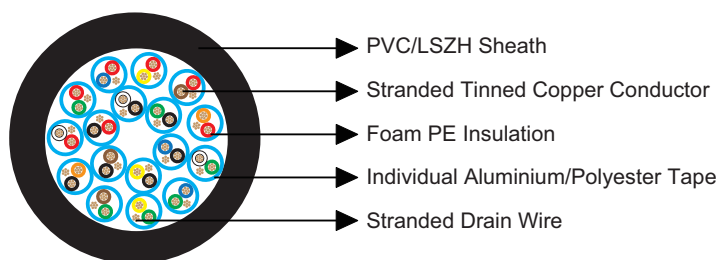 PVC/LSZH Sheath
Stranded Tinned Copper Conductor
Foam PE Insulation
Individual Aluminium/Polyester Tape
Stranded Drain Wire